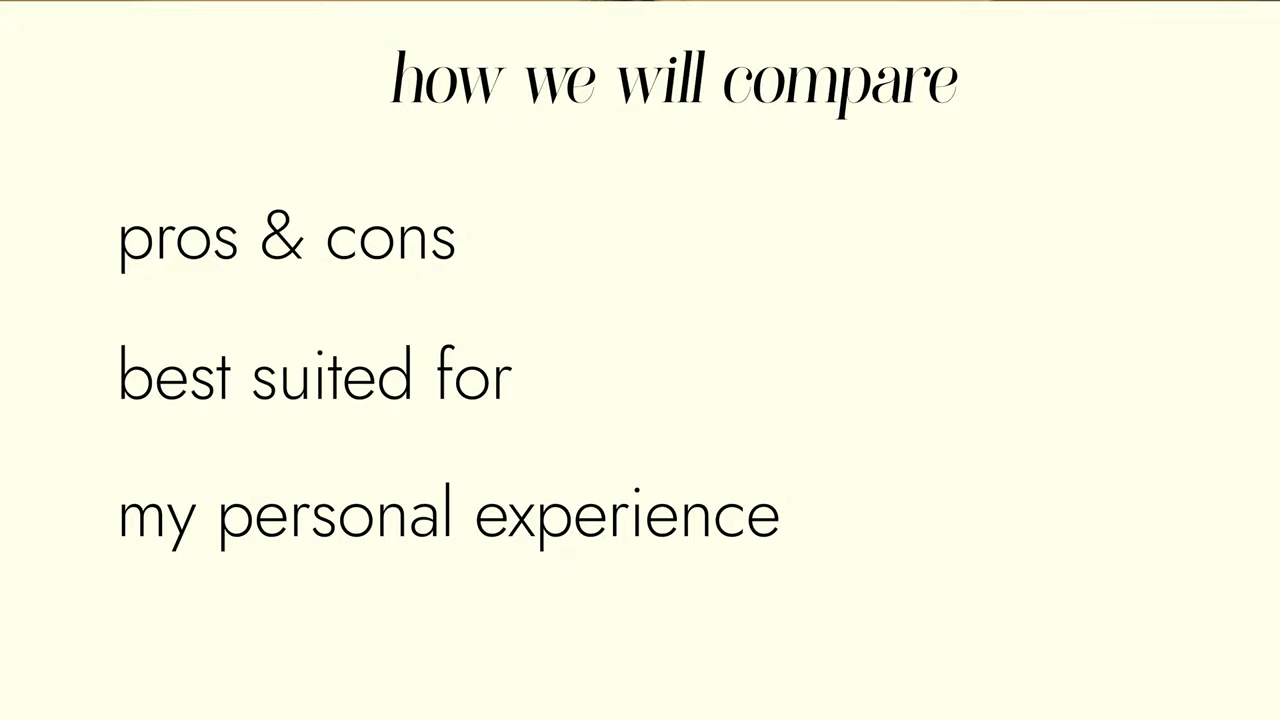 how we will compare
pros & cons
best suited for
my personal experience